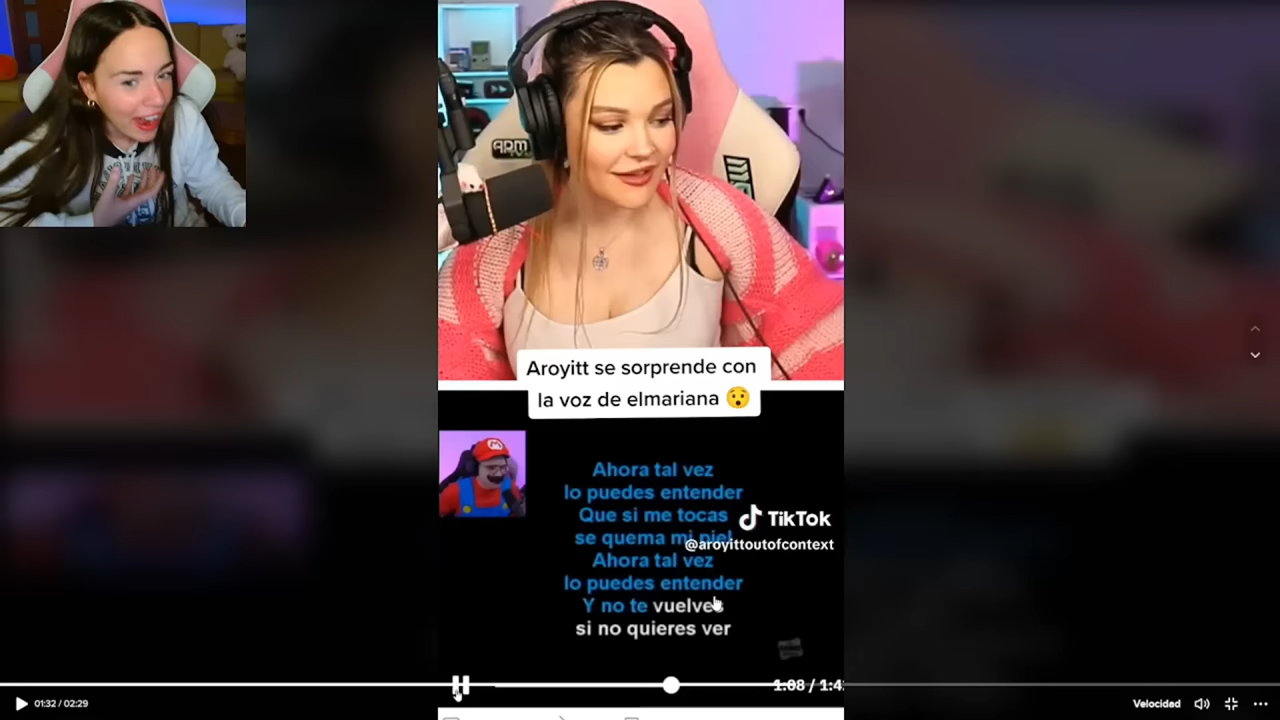 Aroyitt se sorprende con
la voz de elmariana 😯
Ahora tal vez
lo puedes entender
Que si me tocas
se quema mi piel
Ahora tal vez
lo puedes entender
Y no te vuelves
si no quieres ver
TikTok
@aroyittoutofcontext
1:08 / 1:4
01:32 / 02:29
Velocidad